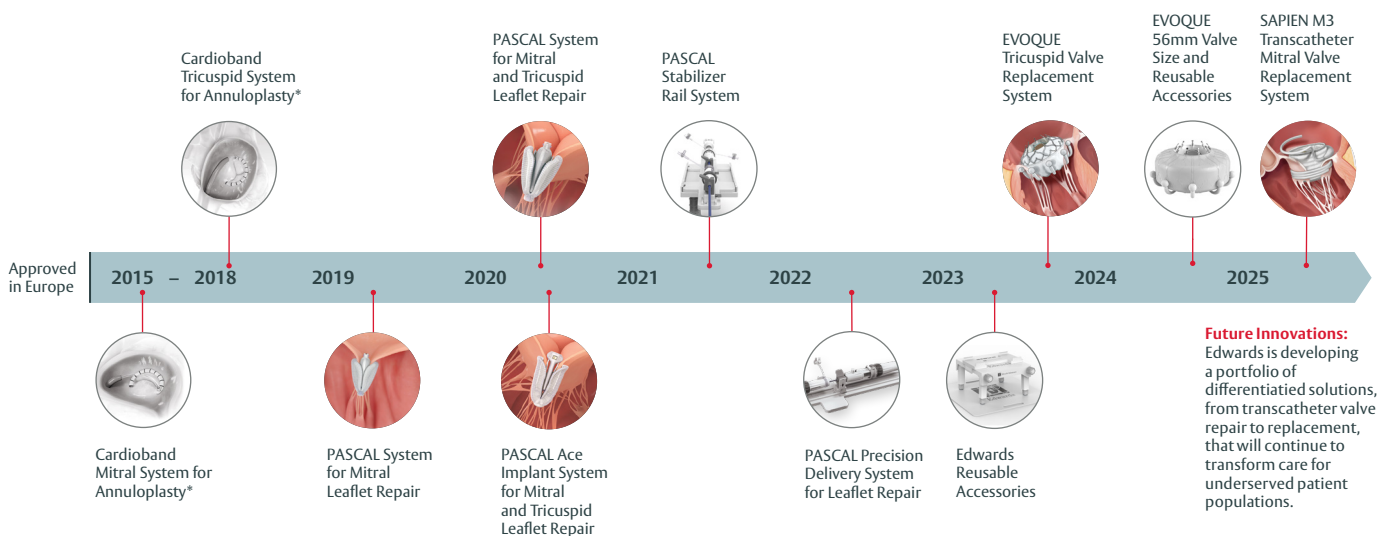 Cardioband
Tricuspid System
for Annuloplasty*
PASCAL System
for Mitral
and Tricuspid
Leaflet Repair
PASCAL
Stabilizer
Rail System
EVOQUE
Tricuspid Valve
Replacement
System
EVOQUE
56mm Valve
Size and
Reusable
Accessories
SAPIEN M3
Transcatheter
Mitral Valve
Replacement
System
Approved
in Europe
2015 – 2018
2019
2020
2021
2022
2023
2024
2025
Cardioband
Mitral System for
Annuloplasty*
PASCAL System
for Mitral
Leaflet Repair
PASCAL Ace
Implant System
for Mitral
and Tricuspid
Leaflet Repair
PASCAL Precision
Delivery System
for Leaflet Repair
Edwards
Reusable
Accessories
Future Innovations:
Edwards is developing
a portfolio of
differentiatied solutions,
from transcatheter valve
repair to replacement,
that will continue to
transform care for
underserved patient
populations.